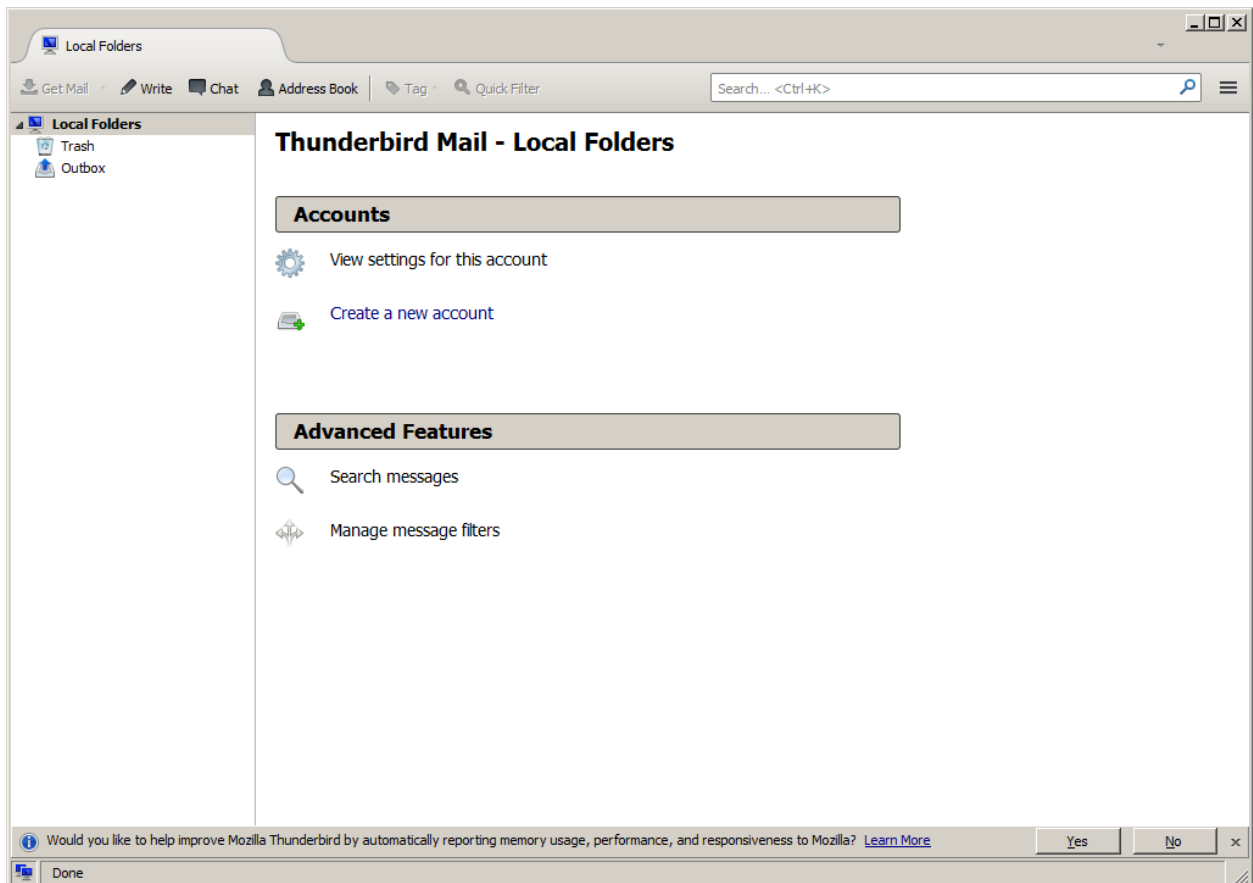 Local Folders
Get Mail Write Chat Address Book Tag Quick Filter Search... <Ctrl+K>
Local Folders
Trash
Outbox
Thunderbird Mail - Local Folders
Accounts
View settings for this account
Create a new account
Advanced Features
Search messages
Manage message filters
Would you like to help improve Mozilla Thunderbird by automatically reporting memory usage, performance, and responsiveness to Mozilla? Learn More Yes No
Done